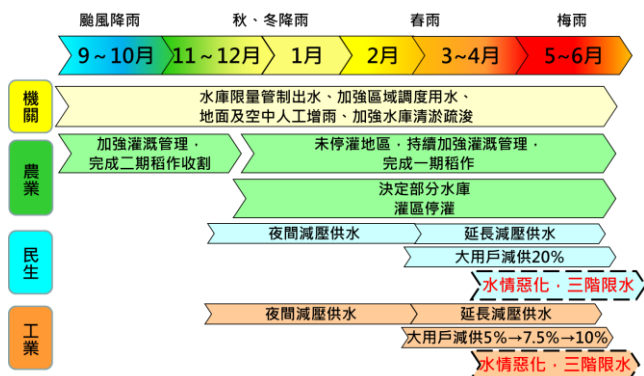 颱風降雨
秋、冬降雨
春雨
梅雨
9~10月
11~12月
1月
2月
3~4月
5~6月
機關
水庫限量管制出水、加強區域調度用水、
地面及空中人工增雨、加強水庫清淤疏浚。
農業
加強灌溉管理，
完成二期稻作收割
未停灌地區，持續加強灌溉管理，
完成一期稻作
決定部分水庫
灌區停灌
民生
夜間減壓供水
延長減壓供水
大用戶減供20%
水情惡化，三階限水
工業
夜間減壓供水
延長減壓供水
大用戶減供5%→7.5%→10%
水情惡化，三階限水